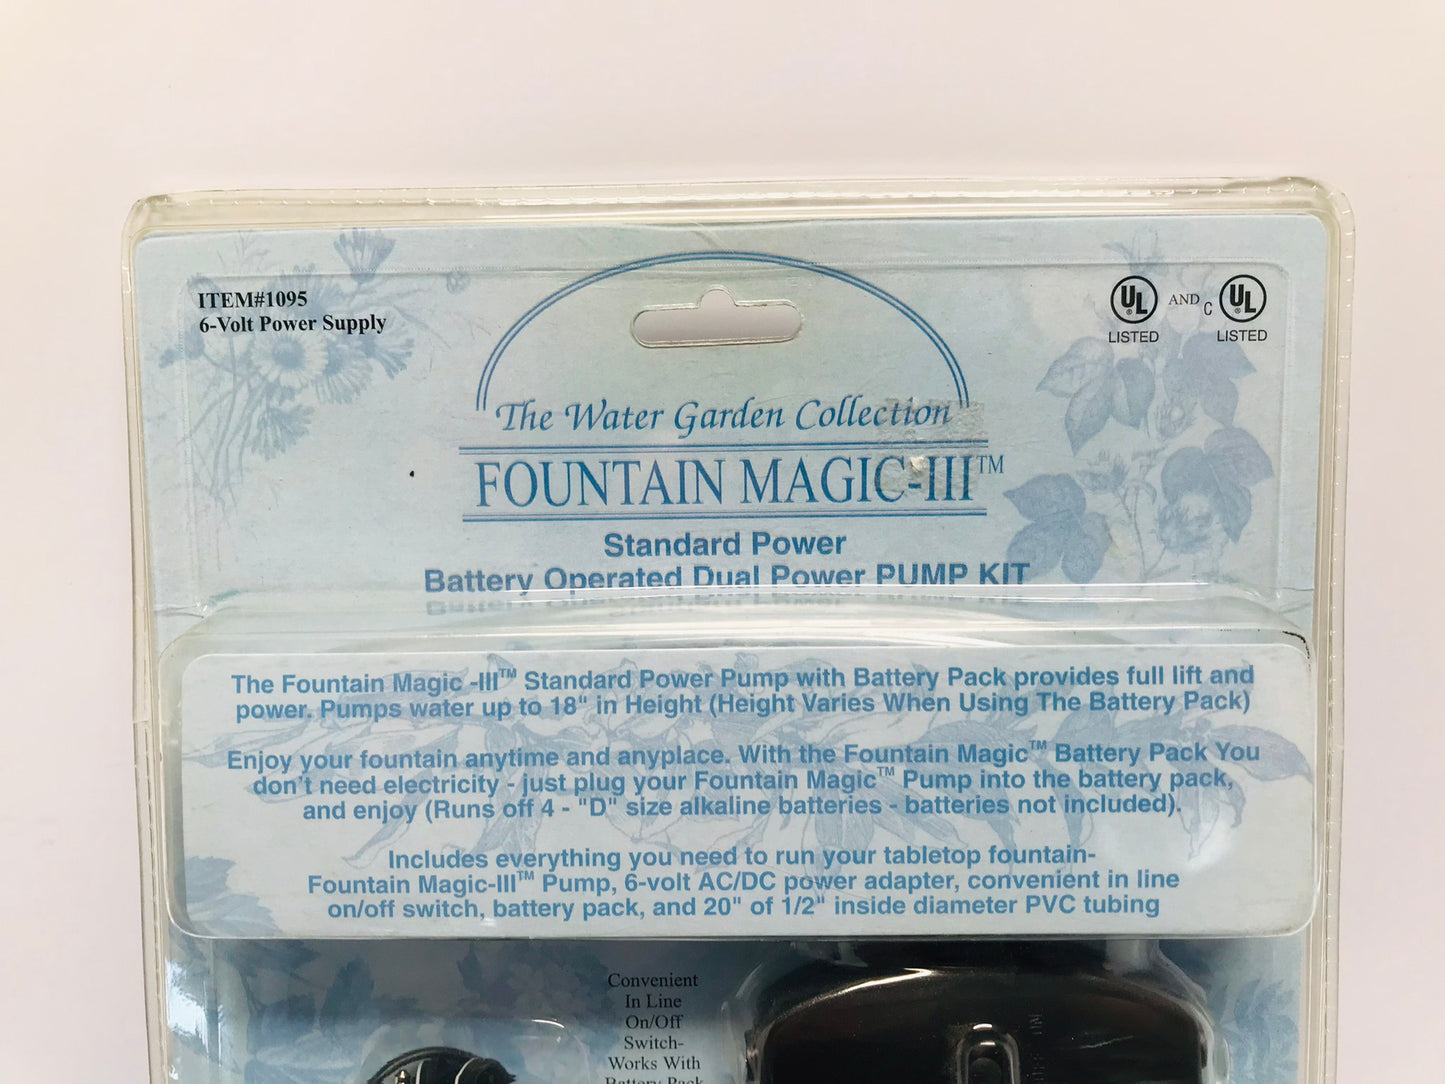 ITEM#1095
6-Volt Power Supply
UL ® LISTED AND C UL ® LISTED
The Water Garden Collection
FOUNTAIN MAGIC-III™
Standard Power
Battery Operated Dual Power PUMP KIT
The Fountain Magic -III™ Standard Power Pump with Battery Pack provides full lift and
power. Pumps water up to 18" in Height (Height Varies When Using The Battery Pack)
Enjoy your fountain anytime and anyplace. With the Fountain Magic™ Battery Pack You
don't need electricity - just plug your Fountain Magic™ Pump into the battery pack,
and enjoy (Runs off 4 - "D" size alkaline batteries - batteries not included).
Includes everything you need to run your tabletop fountain-
Fountain Magic-III™ Pump, 6-volt AC/DC power adapter, convenient in line
on/off switch, battery pack, and 20" of 1/2" inside diameter PVC tubing
Convenient
In Line
On/Off
Switch-
Works With
Battery Pack